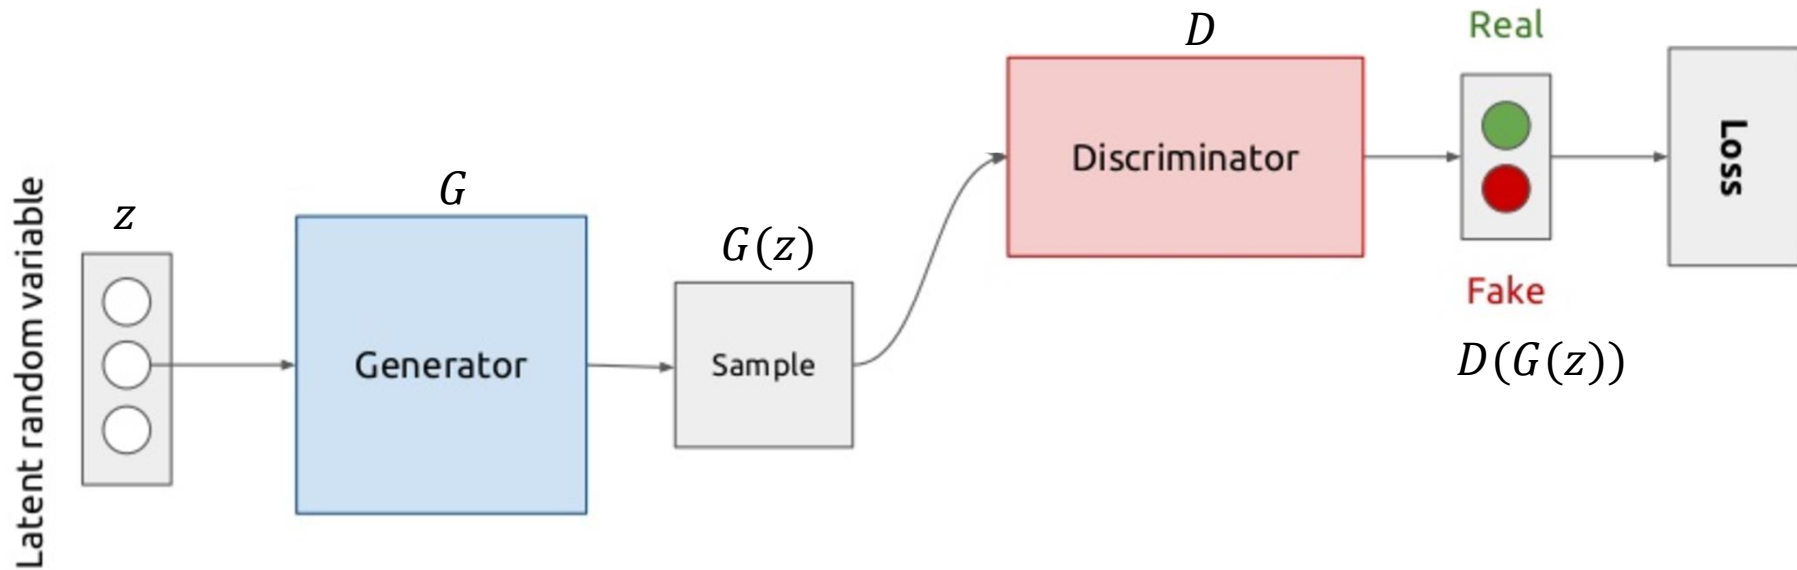 Latent random variable
z
G
Generator
G(z)
Sample
D
Discriminator
Real
Fake
D(G(z))
Loss